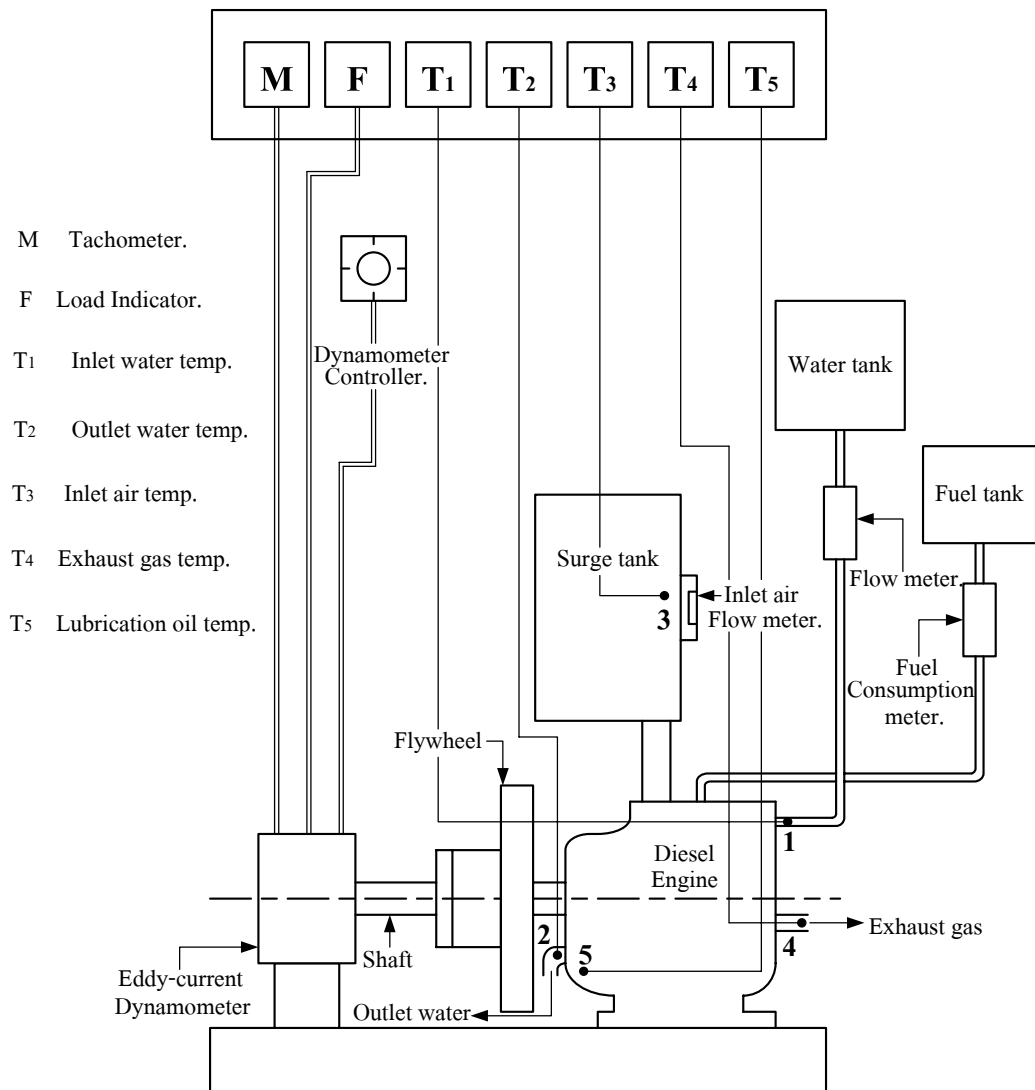 M F T1 T2 T3 T4 T5
M Tachometer.
F Load Indicator.
T1 Inlet water temp.
T2 Outlet water temp.
T3 Inlet air temp.
T4 Exhaust gas temp.
T5 Lubrication oil temp.
Dynamometer
Controller.
Water tank
Fuel tank
Flow meter.
Surge tank
3
Inlet air
Flow meter.
Fuel
Consumption
meter.
Flywheel
1
Diesel
Engine
2
5
4
Exhaust gas
Shaft
Eddy-current
Dynamometer
Outlet water